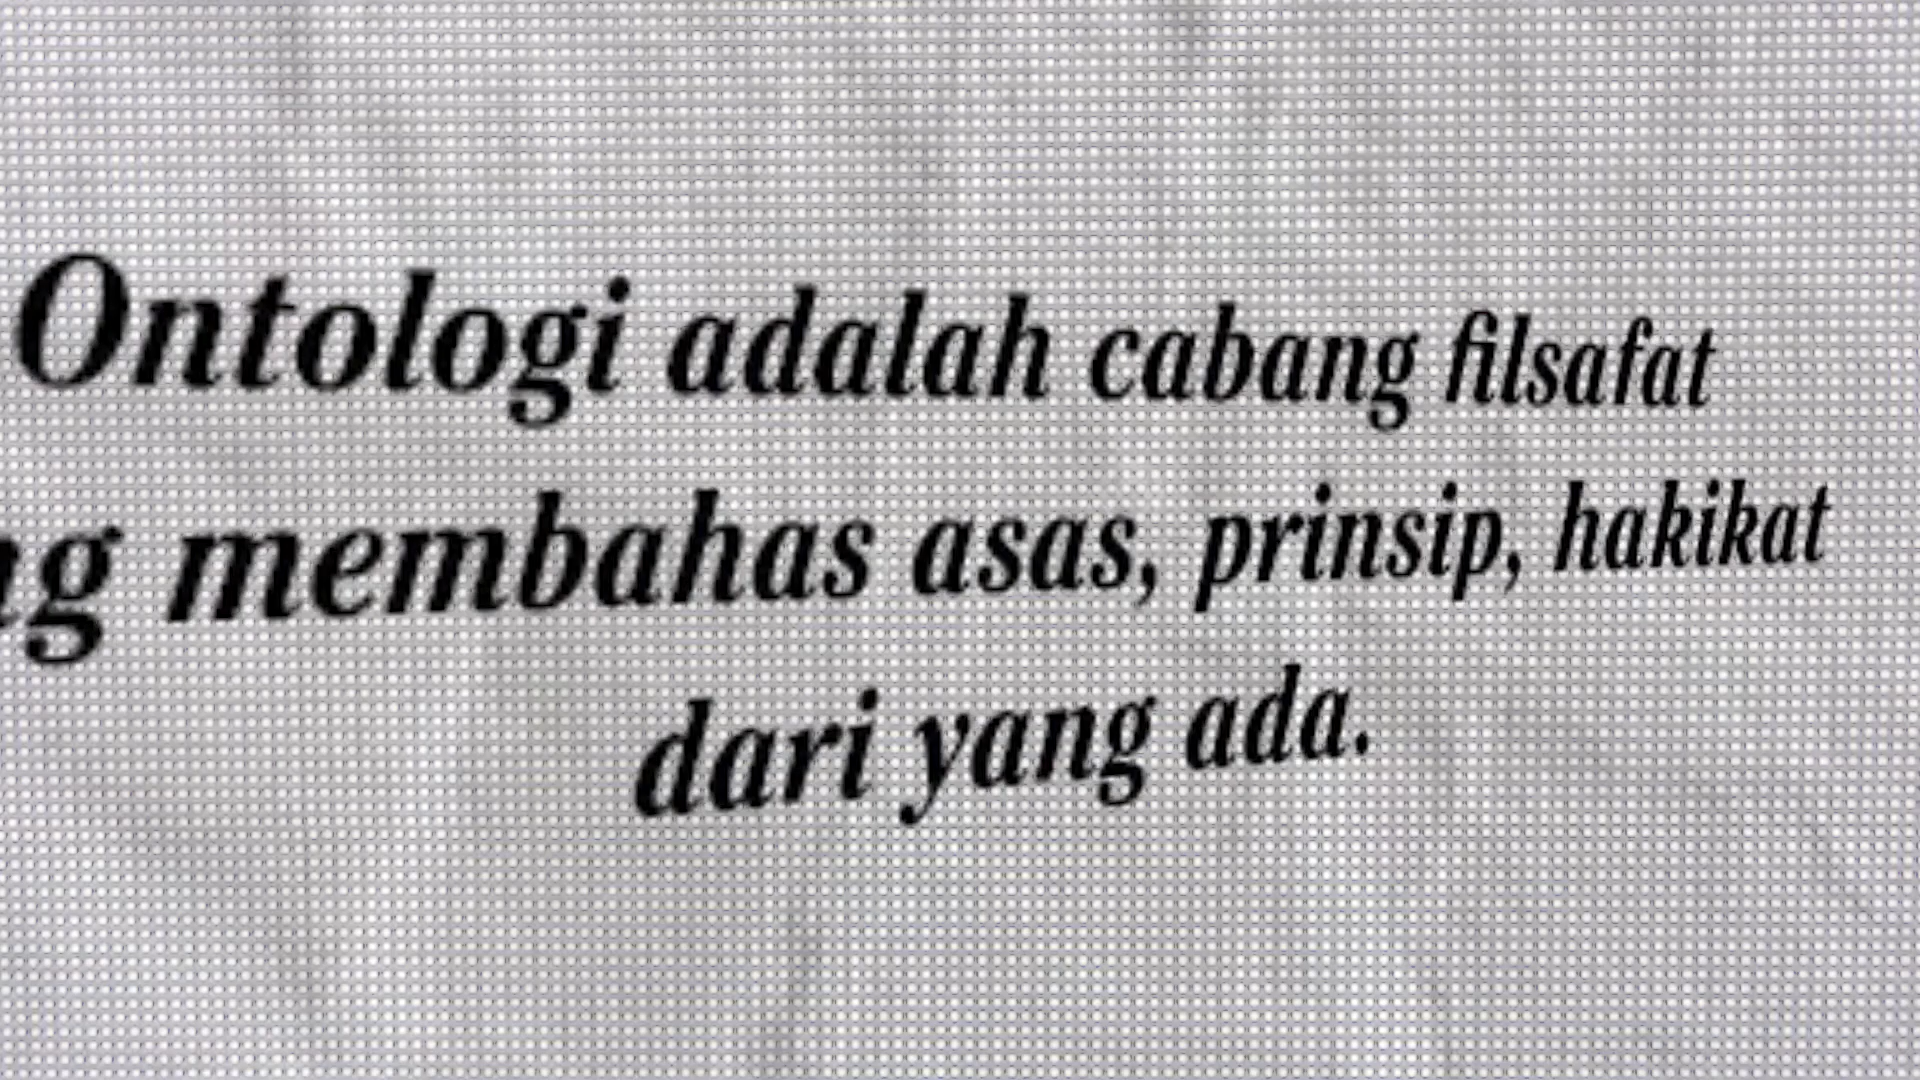 Ontologi adalah cabang filsafat
membahas asas, prinsip, hakikat
dari yang ada.